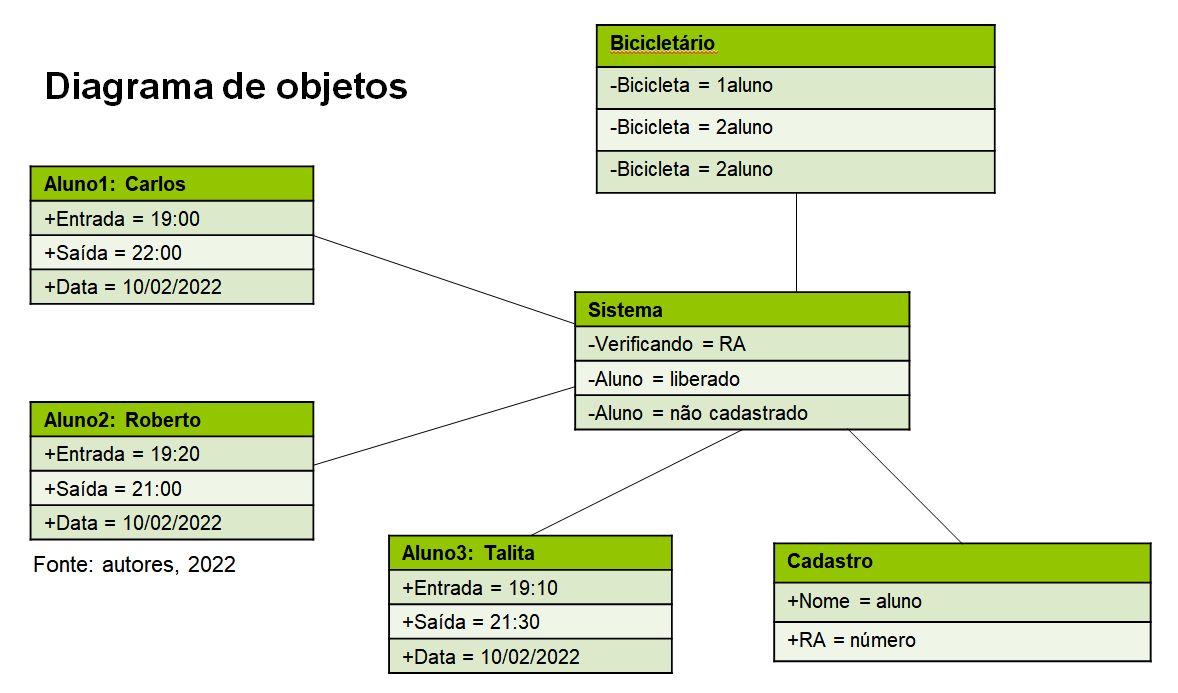 Diagrama de objetos
Bicicletário
-Bicicleta = 1aluno
-Bicicleta = 2aluno
-Bicicleta = 2aluno
Aluno1: Carlos
+Entrada = 19:00
+Saída = 22:00
+Data = 10/02/2022
Sistema
-Verificando = RA
-Aluno = liberado
-Aluno = não cadastrado
Aluno2: Roberto
+Entrada = 19:20
+Saída = 21:00
+Data = 10/02/2022
Fonte: autores, 2022
Aluno3: Talita
+Entrada = 19:10
+Saída = 21:30
+Data = 10/02/2022
Cadastro
+Nome = aluno
+RA = número